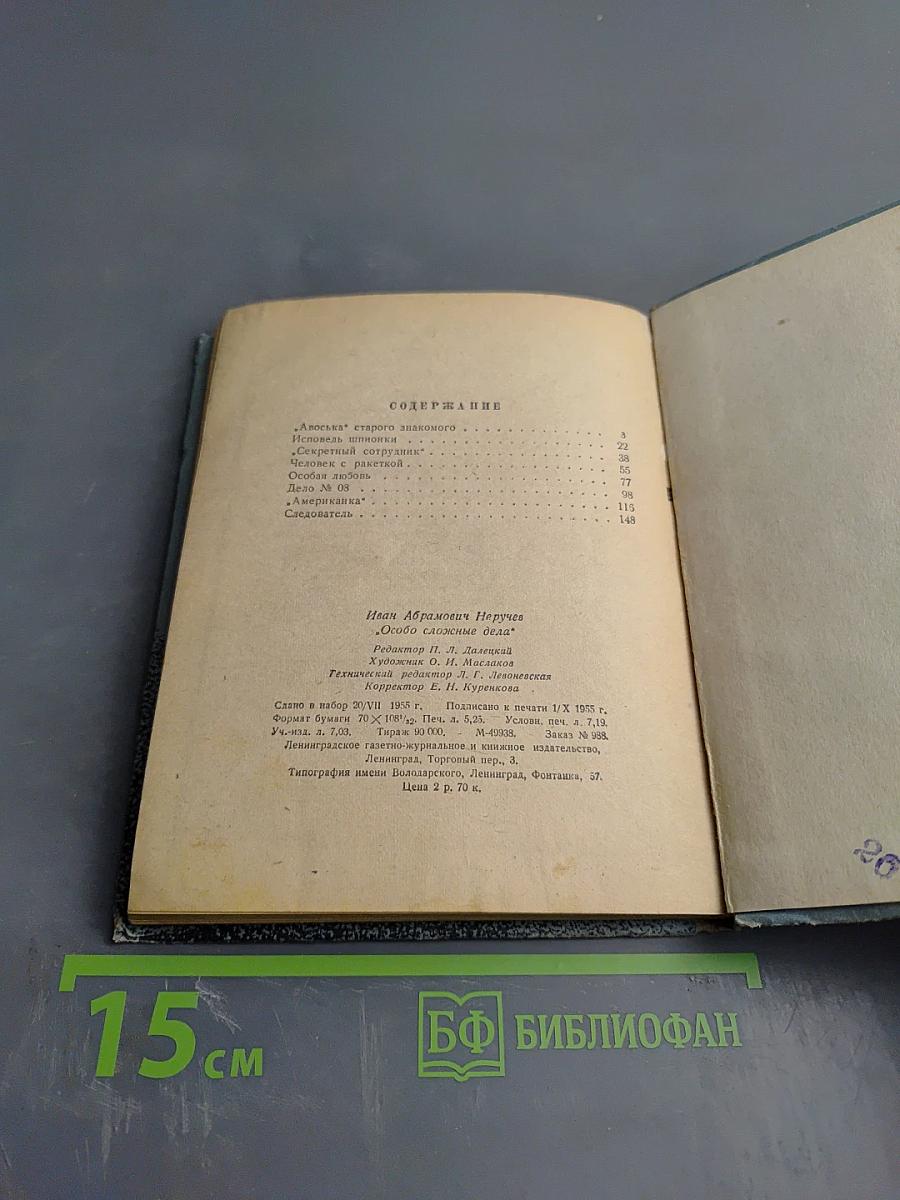 СОДЕРЖАНИЕ
„Авоська“ старого знакомого . . . . . . . . . . . . 3
Исповедь шпионки . . . . . . . . . . . . . . . 22
„Секретный сотрудник“ . . . . . . . . . . . . . . 38
Человек с ракеткой . . . . . . . . . . . . . . . 55
Особая любовь . . . . . . . . . . . . . . . . 77
Дело № 08 . . . . . . . . . . . . . . . . . 98
„Американка“ . . . . . . . . . . . . . . . . . 116
Следователь . . . . . . . . . . . . . . . . . 148
Иван Абрамович Неручев
„Особо сложные дела“
Редактор П. Л. Далецкий
Художник О. И. Маслаков
Технический редактор Л. Г. Левоневская
Корректор Е. Н. Куренкова
Сдано в набор 20/VII 1955 г. Подписано к печати 1/X 1955 г.
Формат бумаги 70×108¹/₃₂. Печ. л. 5,25. Условн. печ. л. 7,19.
Уч.-изд. л. 7,03. Тираж 90 000. М-49938. Заказ № 988.
Ленинградское газетно-журнальное и книжное издательство,
Ленинград, Торговый пер., 3.
Типография имени Володарского, Ленинград, Фонтанка, 57.
Цена 2 р. 70 к.
20
15 см
БФ БИБЛИОФАН